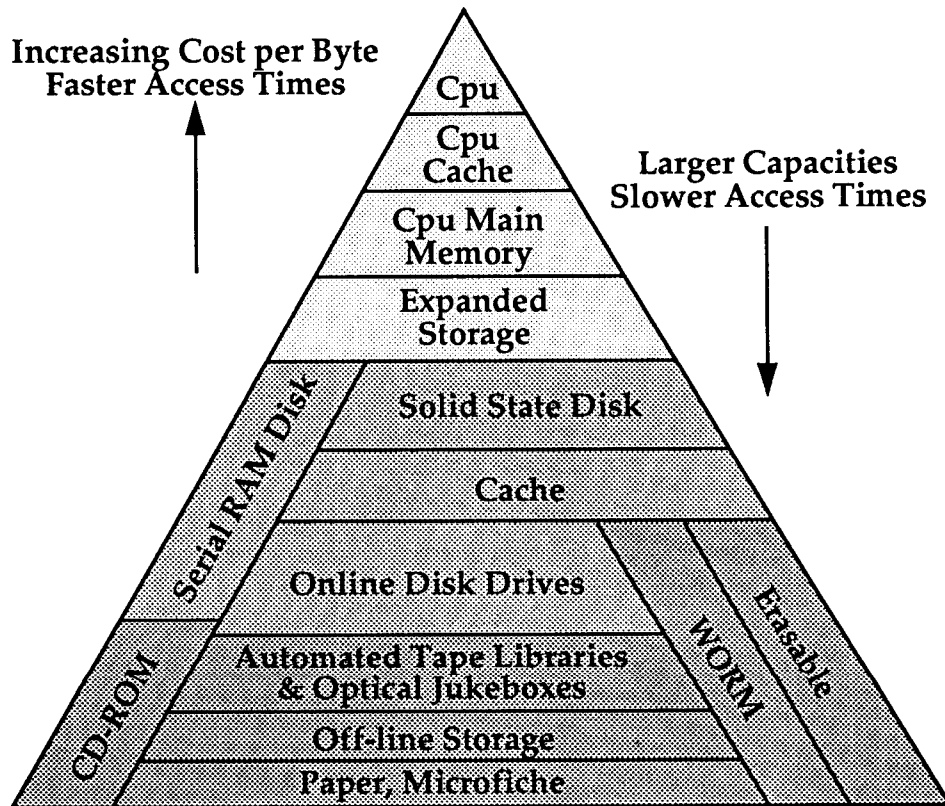 Increasing Cost per Byte
Faster Access Times
Larger Capacities
Slower Access Times
Cpu
Cpu
Cache
Cpu Main
Memory
Expanded
Storage
Serial RAM Disk
Solid State Disk
Cache
Online Disk Drives
WORM
Erasable
CD-ROM
Automated Tape Libraries
& Optical Jukeboxes
Off-line Storage
Paper, Microfiche